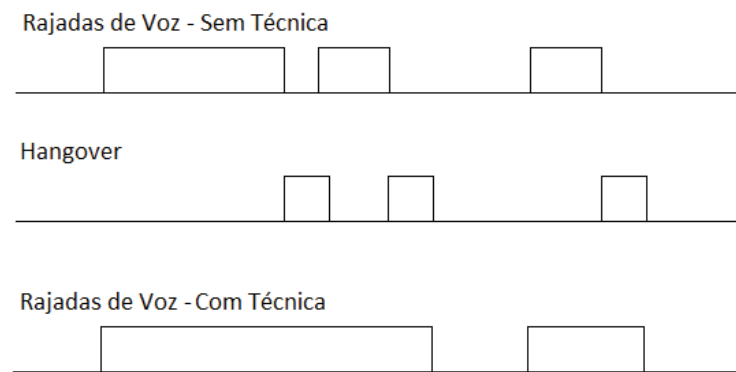 Rajadas de Voz - Sem Técnica
Hangover
Rajadas de Voz - Com Técnica